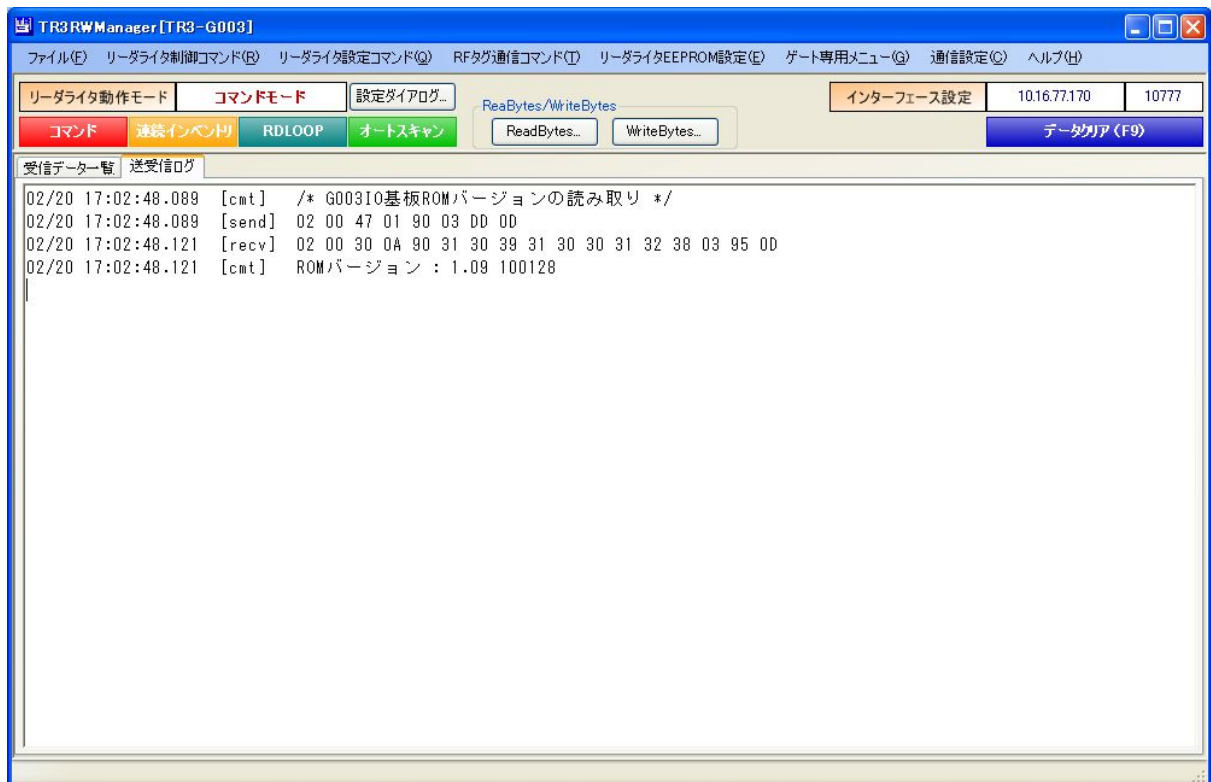 TR3RWManager[TR3-G003]
ファイル(F) リーダライタ制御コマンド(R) リーダライタ設定コマンド(Q) RFタグ通信コマンド(T) リーダライタEEPROM設定(E) ゲート専用メニュー(G) 通信設定(C) ヘルプ(H)
リーダライタ動作モード コマンドモード 設定ダイアログ... ReaBytes/WriteBytes インターフェース設定 10.16.77.170 10777
コマンド 連続インベントリ RDLOOP オートスキャン ReadBytes... WriteBytes... データクリア (F9)
受信データ一覧 送受信ログ
02/20 17:02:48.089 [cmt] /* G003IO基板ROMバージョンの読み取り */
02/20 17:02:48.089 [send] 02 00 47 01 90 03 DD 0D
02/20 17:02:48.121 [recv] 02 00 30 0A 90 31 30 39 31 30 30 31 32 38 03 95 0D
02/20 17:02:48.121 [cmt] ROMバージョン : 1.09 100128